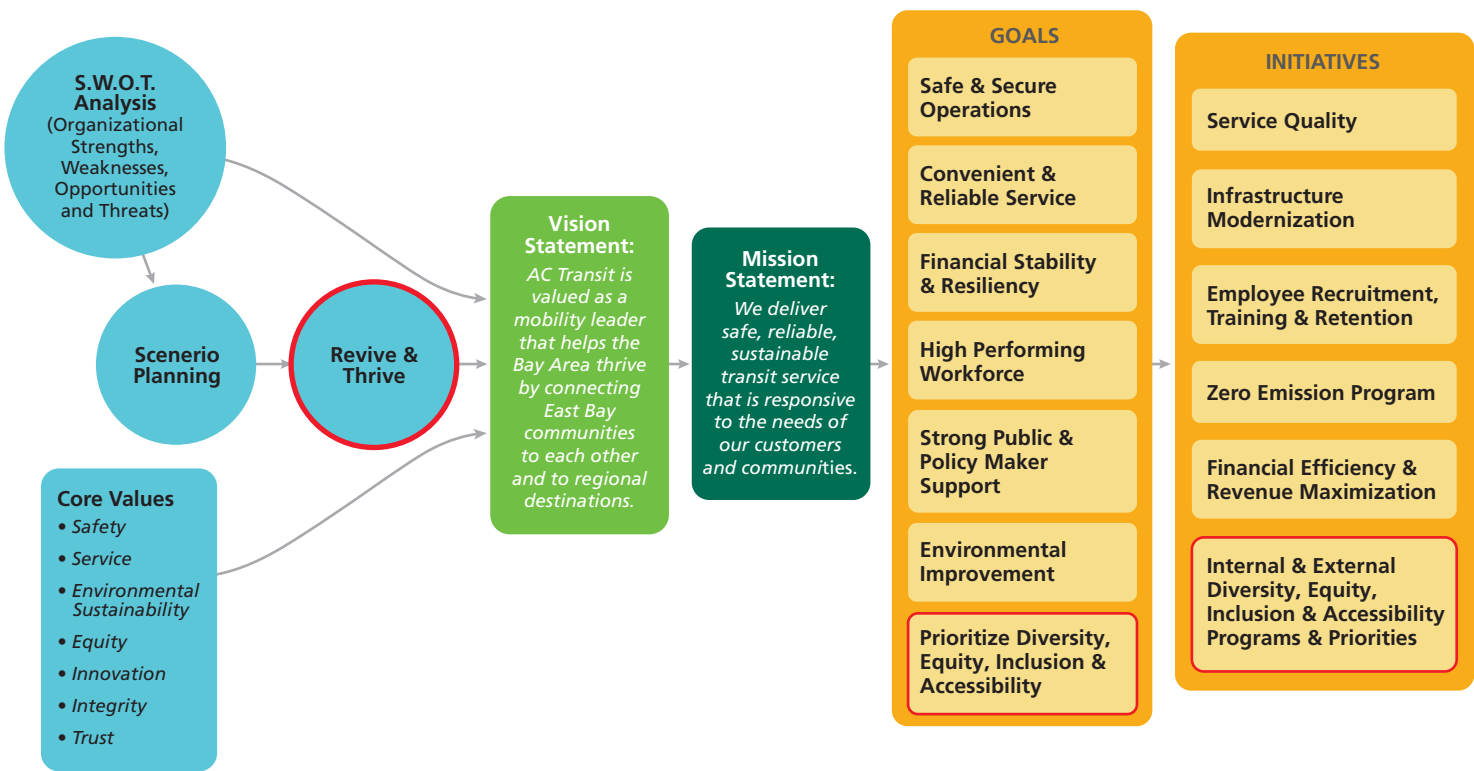 S.W.O.T.
Analysis
(Organizational
Strengths,
Weaknesses,
Opportunities
and Threats)
Scenerio
Planning
Revive &
Thrive
Core Values
• Safety
• Service
• Environmental
Sustainability
• Equity
• Innovation
• Integrity
• Trust
Vision
Statement:
AC Transit is
valued as a
mobility leader
that helps the
Bay Area thrive
by connecting
East Bay
communities
to each other
and to regional
destinations.
Mission
Statement:
We deliver
safe, reliable,
sustainable
transit service
that is responsive
to the needs of
our customers
and communities.
GOALS
Safe & Secure
Operations
Convenient &
Reliable Service
Financial Stability
& Resiliency
High Performing
Workforce
Strong Public &
Policy Maker
Support
Environmental
Improvement
Prioritize Diversity,
Equity, Inclusion &
Accessibility
INITIATIVES
Service Quality
Infrastructure
Modernization
Employee Recruitment,
Training & Retention
Zero Emission Program
Financial Efficiency &
Revenue Maximization
Internal & External
Diversity, Equity,
Inclusion & Accessibility
Programs & Priorities